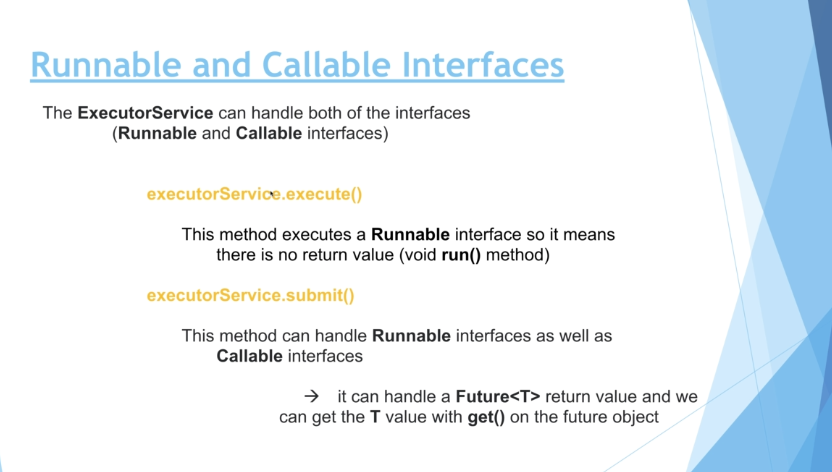 Runnable and Callable Interfaces
The ExecutorService can handle both of the interfaces
(Runnable and Callable interfaces)
executorService.execute()
This method executes a Runnable interface so it means
there is no return value (void run() method)
executorService.submit()
This method can handle Runnable interfaces as well as
Callable interfaces
→ it can handle a Future<T> return value and we
can get the T value with get() on the future object